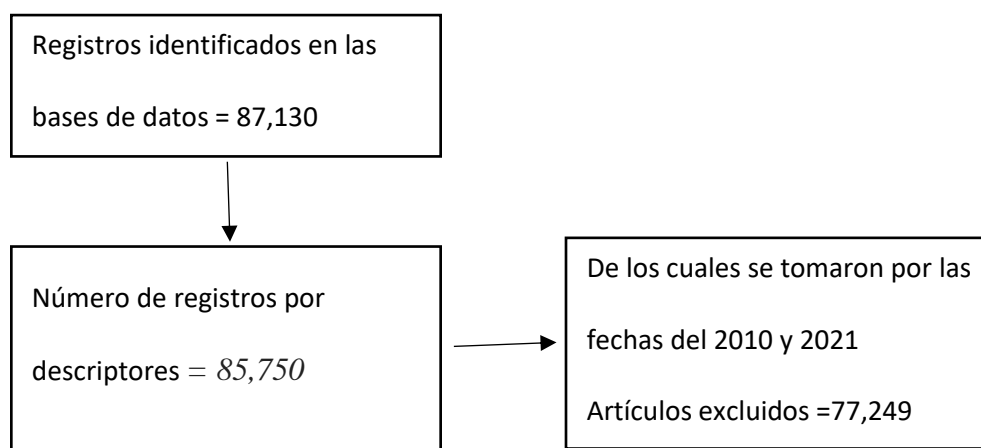 Registros identificados en las
bases de datos = 87,130
Número de registros por
descriptores = 85,750
De los cuales se tomaron por las
fechas del 2010 y 2021
Artículos excluidos =77,249